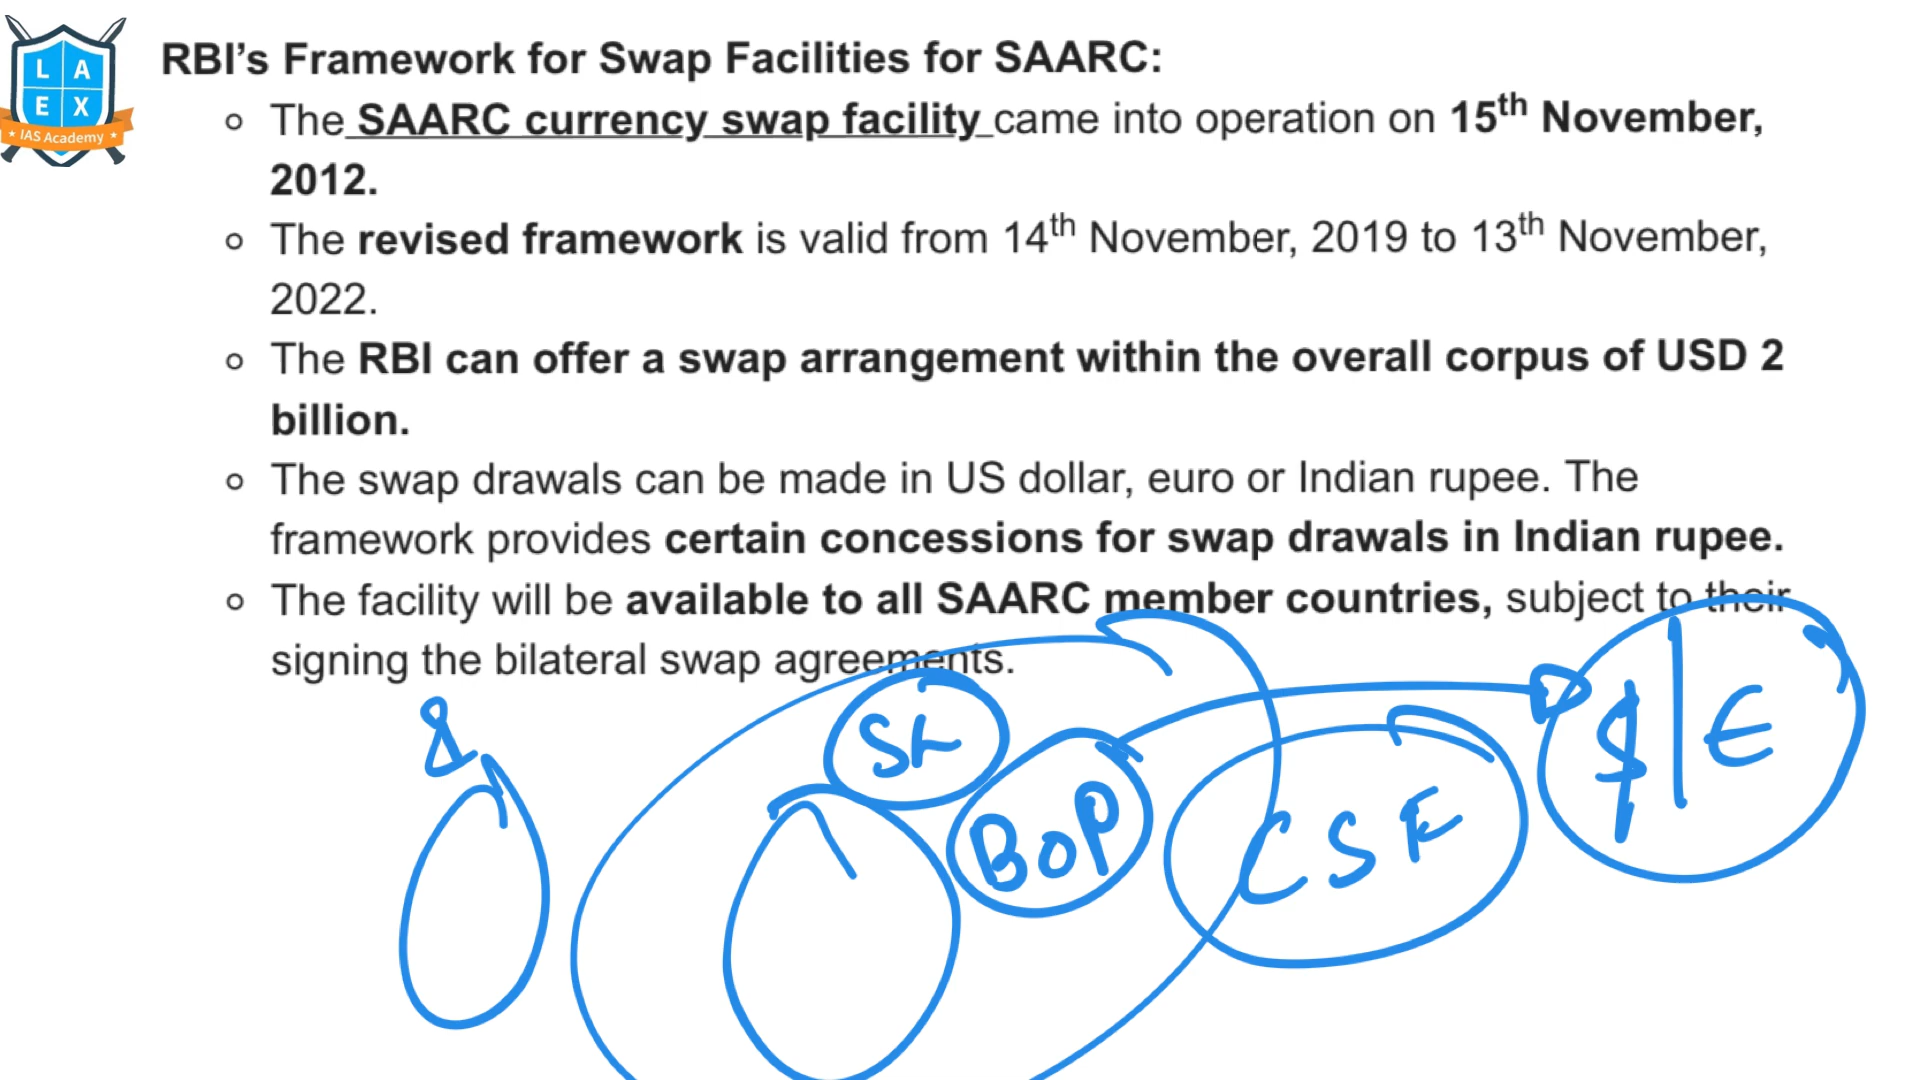 L A
E X
★ IAS Academy ★
RBI’s Framework for Swap Facilities for SAARC:
The SAARC currency swap facility came into operation on 15th November,
2012.
The revised framework is valid from 14th November, 2019 to 13th November,
2022.
The RBI can offer a swap arrangement within the overall corpus of USD 2
billion.
The swap drawals can be made in US dollar, euro or Indian rupee. The
framework provides certain concessions for swap drawals in Indian rupee.
The facility will be available to all SAARC member countries, subject to their
signing the bilateral swap agreements.
SL
BOP
CSF
$ | €